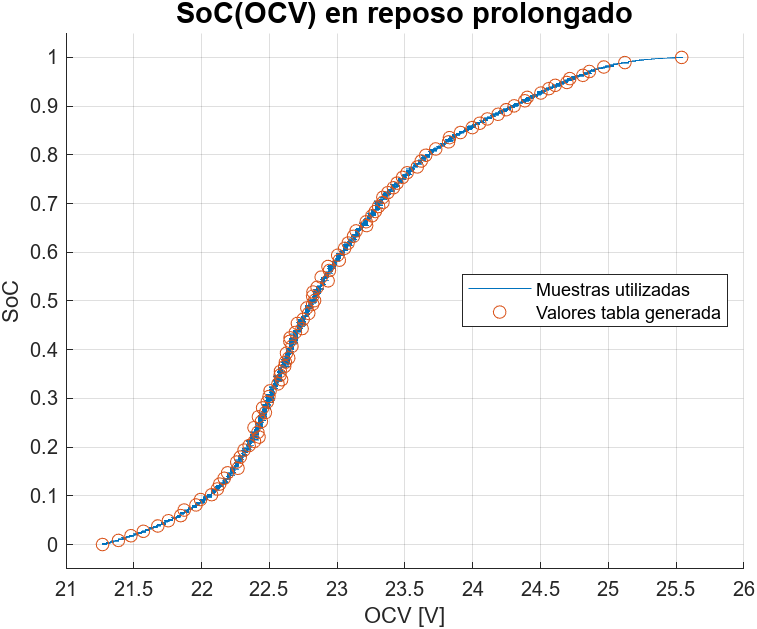 SoC(OCV) en reposo prolongado
1
0.9
0.8
0.7
0.6
0.5
0.4
0.3
0.2
0.1
0
SoC
Muestras utilizadas
Valores tabla generada
21 21.5 22 22.5 23 23.5 24 24.5 25 25.5 26
OCV [V]